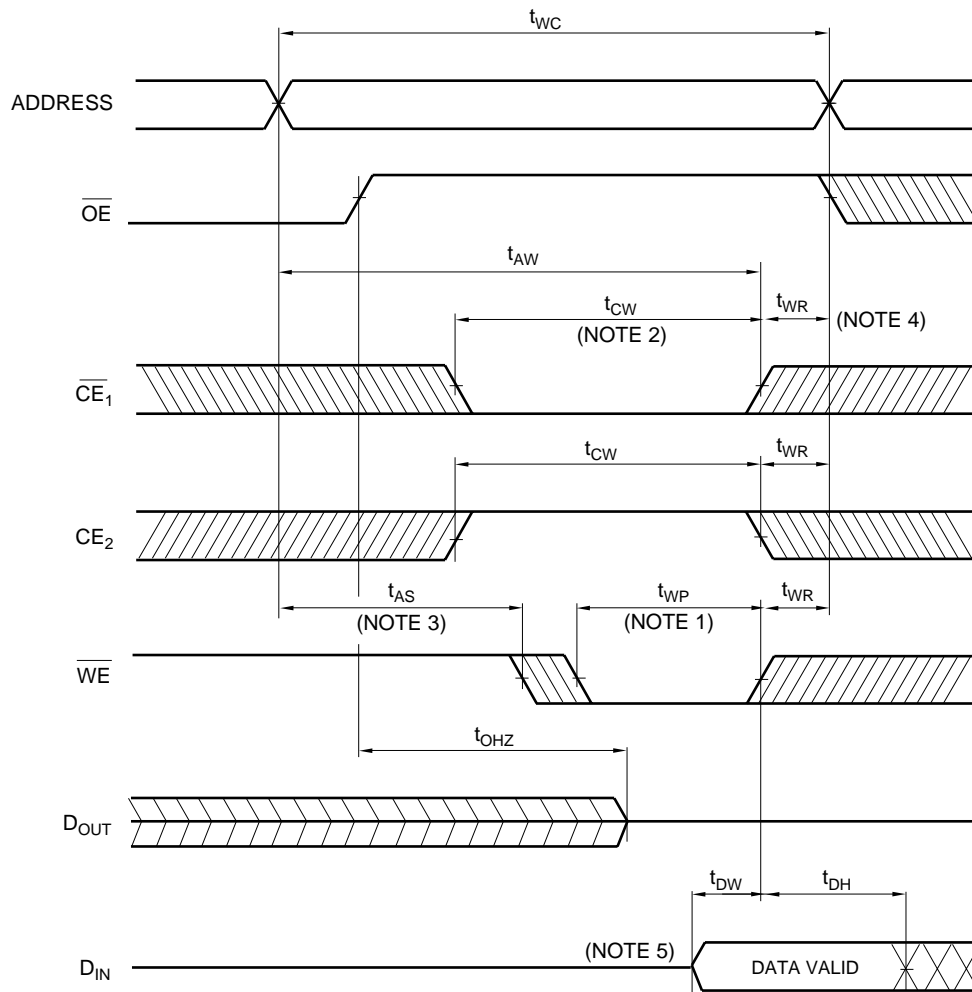 tWC
ADDRESS
OE
tAW
tCW
tWR
(NOTE 2)
(NOTE 4)
CE1
tCW
tWR
CE2
tAS
tWP
tWR
(NOTE 3)
(NOTE 1)
WE
tOHZ
DOUT
tDW
tDH
(NOTE 5)
DIN
DATA VALID